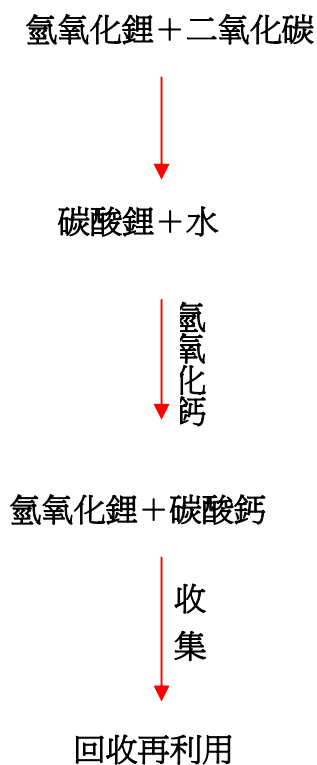 氫氧化鋰＋二氧化碳
碳酸鋰＋水
氫氧化鈣
氫氧化鋰＋碳酸鈣
收集
回收再利用